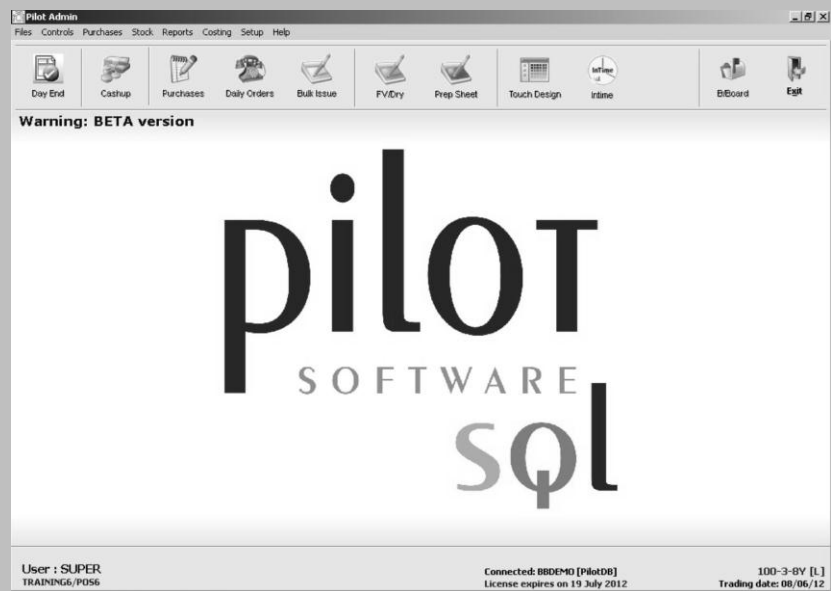 Pilot Admin
Files Controls Purchases Stock Reports Costing Setup Help
Day End Cashup Purchases Daily Orders Bulk Issue FV/Dry Prep Sheet Touch Design InTime Intime B/Board Exit
Warning: BETA version
pilot
SOFTWARE
sql
User : SUPER
TRAINING6/POS6
Connected: BBDEMO [PilotDB]
License expires on 19 July 2012
100-3-8Y [L]
Trading date: 08/06/12